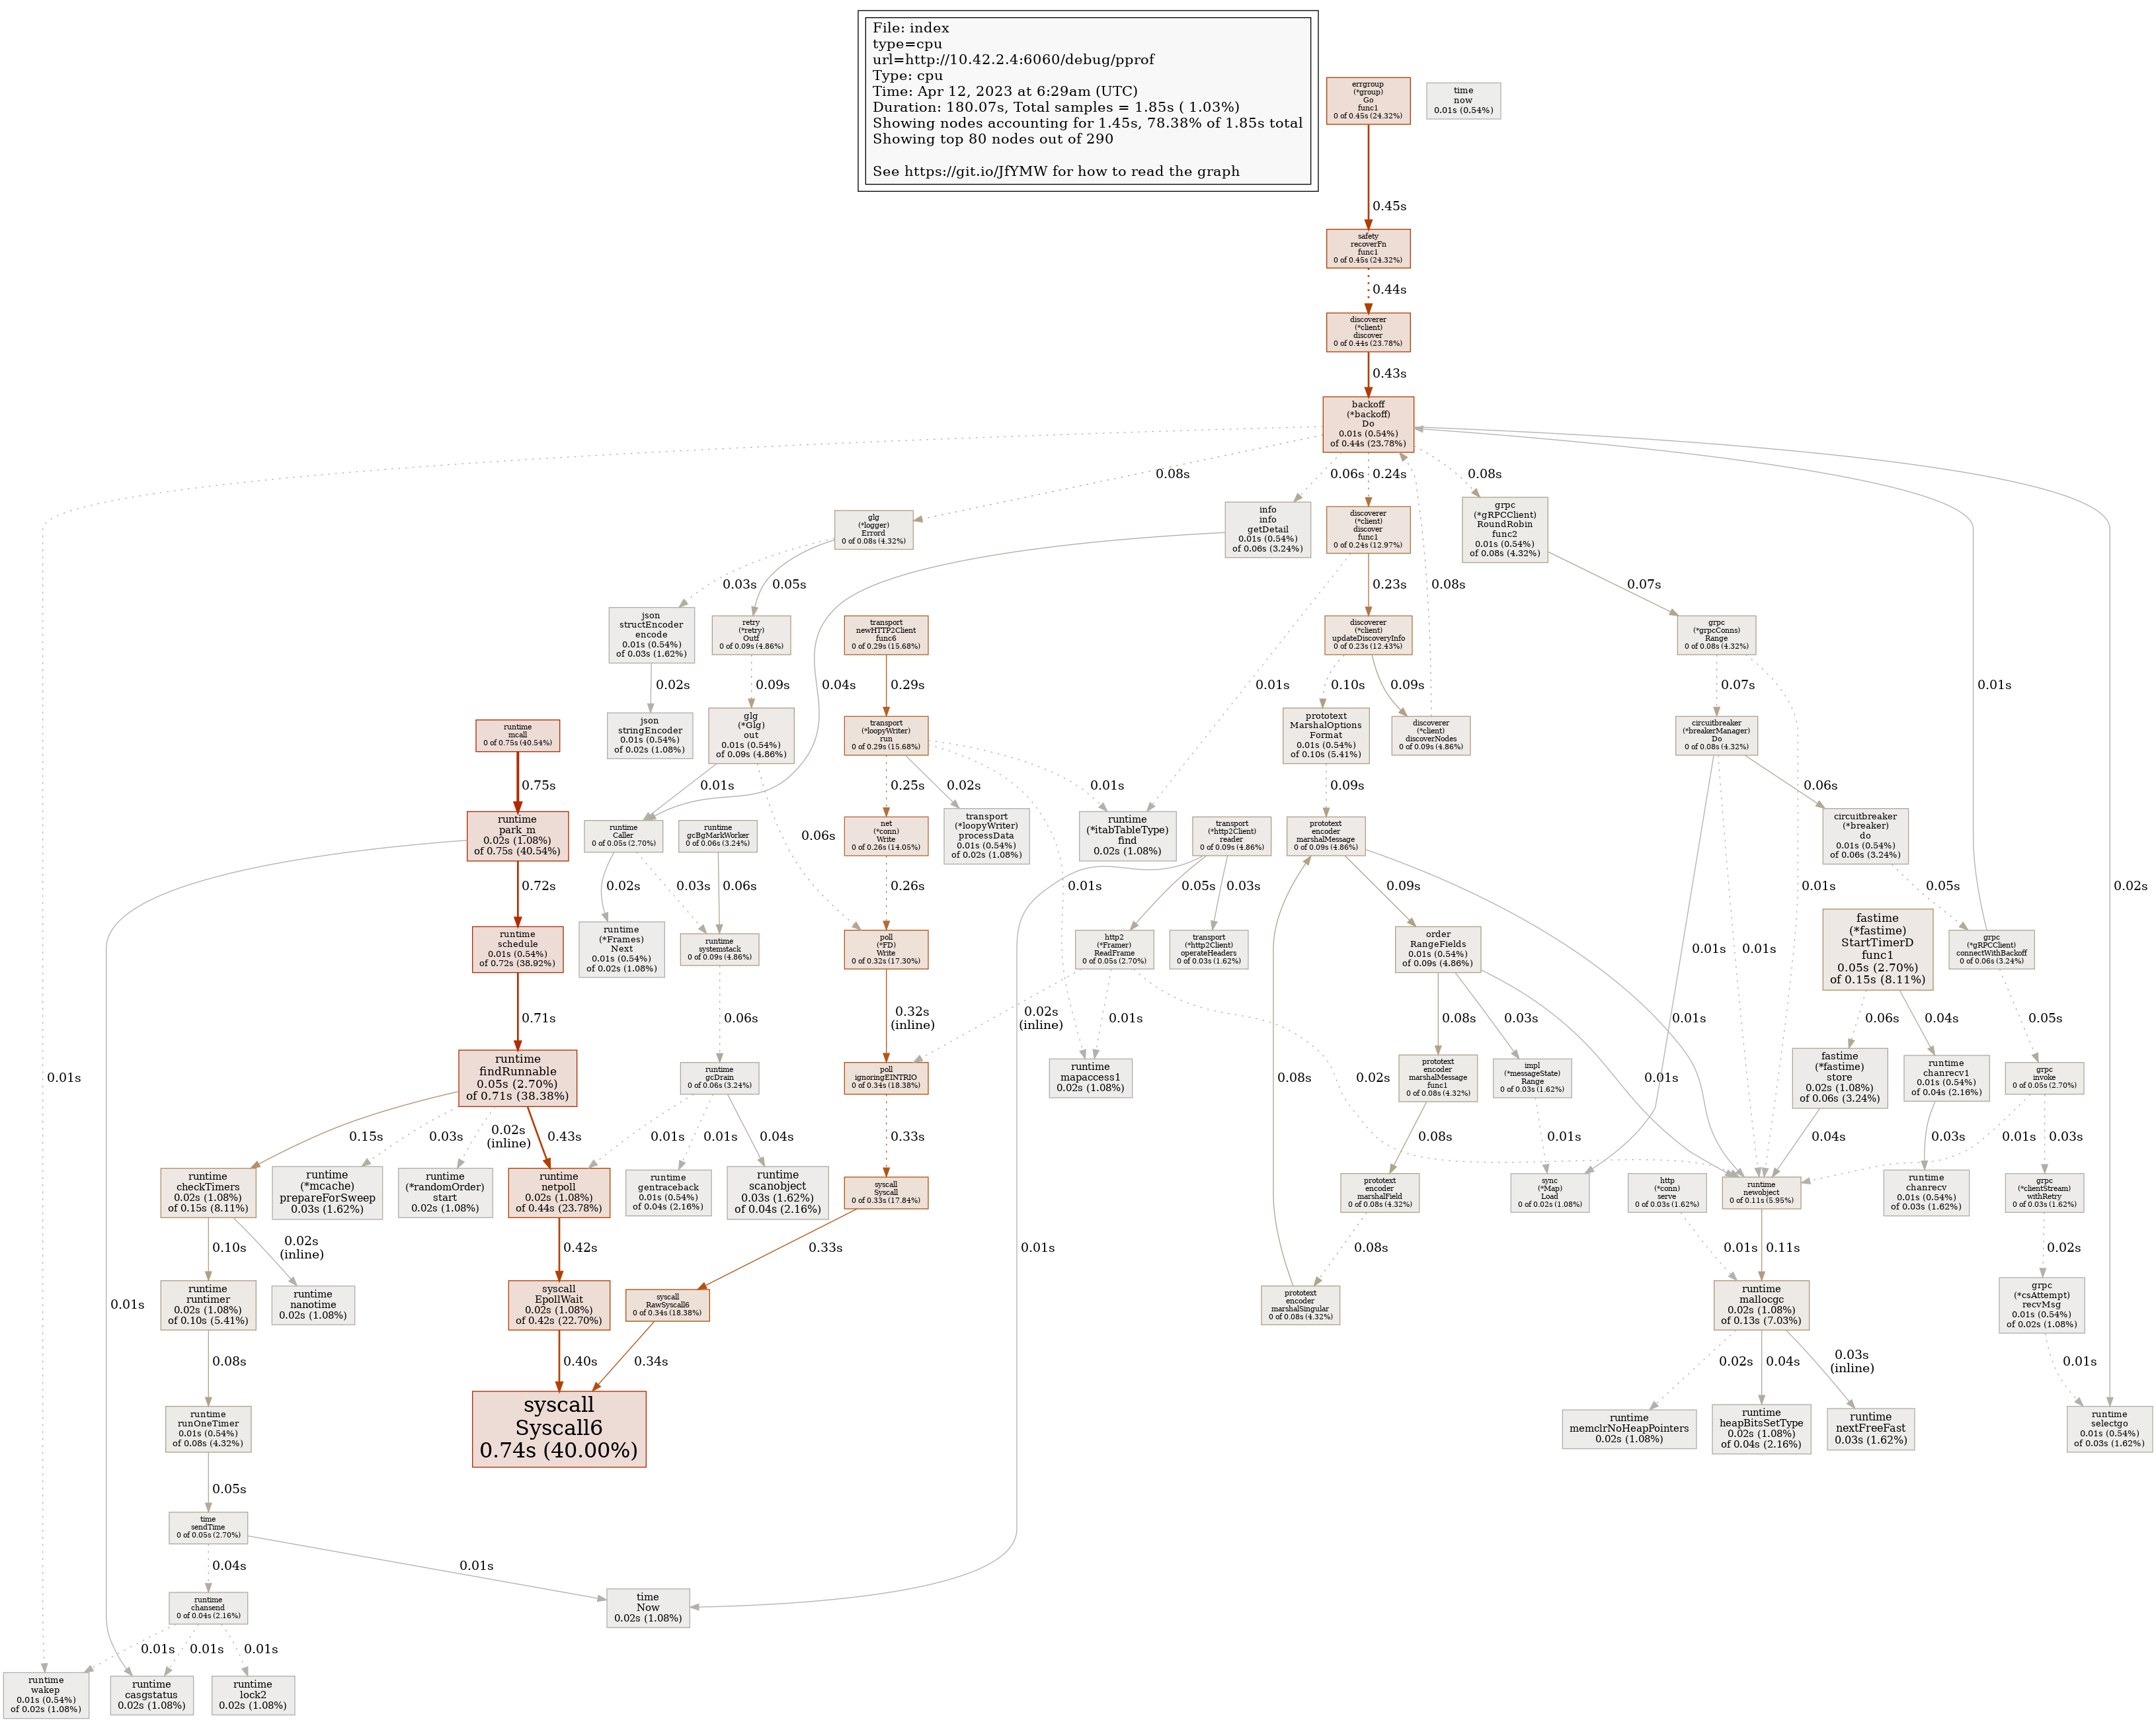 File: index
type=cpu
url=http://10.42.2.4:6060/debug/pprof
Type: cpu
Time: Apr 12, 2023 at 6:29am (UTC)
Duration: 180.07s, Total samples = 1.85s ( 1.03%)
Showing nodes accounting for 1.45s, 78.38% of 1.85s total
Showing top 80 nodes out of 290
See https://git.io/JfYMW for how to read the graph
errgroup
(*group)
Go
func1
0 of 0.45s (24.32%)
time
now
0.01s (0.54%)
0.45s
safety
recoverFn
func1
0 of 0.45s (24.32%)
0.44s
discoverer
(*client)
discover
0 of 0.44s (23.78%)
0.43s
backoff
(*backoff)
Do
0.01s (0.54%)
of 0.44s (23.78%)
0.08s
0.06s
0.24s
0.08s
glg
(*logger)
Errord
0 of 0.08s (4.32%)
info
info
getDetail
0.01s (0.54%)
of 0.06s (3.24%)
discoverer
(*client)
discover
func1
0 of 0.24s (12.97%)
grpc
(*gRPCClient)
RoundRobin
func2
0.01s (0.54%)
of 0.08s (4.32%)
0.03s
0.05s
0.23s
0.08s
0.07s
json
structEncoder
encode
0.01s (0.54%)
of 0.03s (1.62%)
retry
(*retry)
Outf
0 of 0.09s (4.86%)
transport
newHTTP2Client
func6
0 of 0.29s (15.68%)
discoverer
(*client)
updateDiscoveryInfo
0 of 0.23s (12.43%)
grpc
(*grpcConns)
Range
0 of 0.08s (4.32%)
0.02s
0.09s
0.04s
0.29s
0.01s
0.10s
0.09s
0.07s
0.01s
runtime
mcall
0 of 0.75s (40.54%)
json
stringEncoder
0.01s (0.54%)
of 0.02s (1.08%)
glg
(*Glg)
out
0.01s (0.54%)
of 0.09s (4.86%)
transport
(*loopyWriter)
run
0 of 0.29s (15.68%)
prototext
MarshalOptions
Format
0.01s (0.54%)
of 0.10s (5.41%)
discoverer
(*client)
discoverNodes
0 of 0.09s (4.86%)
circuitbreaker
(*breakerManager)
Do
0 of 0.08s (4.32%)
0.75s
0.01s
0.25s
0.02s
0.01s
0.09s
0.06s
runtime
park_m
0.02s (1.08%)
of 0.75s (40.54%)
runtime
Caller
0 of 0.05s (2.70%)
runtime
gcBgMarkWorker
0 of 0.06s (3.24%)
0.06s
net
(*conn)
Write
0 of 0.26s (14.05%)
transport
(*loopyWriter)
processData
0.01s (0.54%)
of 0.02s (1.08%)
runtime
(*itabTableType)
find
0.02s (1.08%)
transport
(*http2Client)
reader
0 of 0.09s (4.86%)
prototext
encoder
marshalMessage
0 of 0.09s (4.86%)
circuitbreaker
(*breaker)
do
0.01s (0.54%)
of 0.06s (3.24%)
0.72s
0.02s
0.03s
0.06s
0.26s
0.01s
0.05s
0.03s
0.09s
0.01s
0.05s
0.02s
runtime
schedule
0.01s (0.54%)
of 0.72s (38.92%)
runtime
(*Frames)
Next
0.01s (0.54%)
of 0.02s (1.08%)
runtime
systemstack
0 of 0.09s (4.86%)
poll
(*FD)
Write
0 of 0.32s (17.30%)
http2
(*Framer)
ReadFrame
0 of 0.05s (2.70%)
transport
(*http2Client)
operateHeaders
0 of 0.03s (1.62%)
order
RangeFields
0.01s (0.54%)
of 0.09s (4.86%)
0.01s
0.01s
fastime
(*fastime)
StartTimerD
func1
0.05s (2.70%)
of 0.15s (8.11%)
grpc
(*gRPCClient)
connectWithBackoff
0 of 0.06s (3.24%)
0.71s
0.06s
0.32s
(inline)
0.02s
(inline)
0.01s
0.08s
0.03s
0.01s
0.06s
0.04s
0.05s
0.01s
runtime
findRunnable
0.05s (2.70%)
of 0.71s (38.38%)
runtime
gcDrain
0 of 0.06s (3.24%)
poll
ignoringEINTRIO
0 of 0.34s (18.38%)
runtime
mapaccess1
0.02s (1.08%)
0.02s
0.08s
prototext
encoder
marshalMessage
func1
0 of 0.08s (4.32%)
impl
(*messageState)
Range
0 of 0.03s (1.62%)
0.01s
fastime
(*fastime)
store
0.02s (1.08%)
of 0.06s (3.24%)
runtime
chanrecv1
0.01s (0.54%)
of 0.04s (2.16%)
grpc
invoke
0 of 0.05s (2.70%)
0.15s
0.03s
0.02s
(inline)
0.43s
0.01s
0.01s
0.04s
0.33s
0.08s
0.01s
0.04s
0.03s
0.01s
0.03s
runtime
checkTimers
0.02s (1.08%)
of 0.15s (8.11%)
runtime
(*mcache)
prepareForSweep
0.03s (1.62%)
runtime
(*randomOrder)
start
0.02s (1.08%)
runtime
netpoll
0.02s (1.08%)
of 0.44s (23.78%)
runtime
gentraceback
0.01s (0.54%)
of 0.04s (2.16%)
runtime
scanobject
0.03s (1.62%)
of 0.04s (2.16%)
syscall
Syscall
0 of 0.33s (17.84%)
prototext
encoder
marshalField
0 of 0.08s (4.32%)
sync
(*Map)
Load
0 of 0.02s (1.08%)
http
(*conn)
serve
0 of 0.03s (1.62%)
runtime
newobject
0 of 0.11s (5.95%)
runtime
chanrecv
0.01s (0.54%)
of 0.03s (1.62%)
grpc
(*clientStream)
withRetry
0 of 0.03s (1.62%)
0.10s
0.02s
(inline)
0.42s
0.33s
0.01s
0.08s
0.01s
0.11s
0.02s
0.01s
runtime
runtimer
0.02s (1.08%)
of 0.10s (5.41%)
runtime
nanotime
0.02s (1.08%)
syscall
EpollWait
0.02s (1.08%)
of 0.42s (22.70%)
syscall
RawSyscall6
0 of 0.34s (18.38%)
prototext
encoder
marshalSingular
0 of 0.08s (4.32%)
runtime
mallocgc
0.02s (1.08%)
of 0.13s (7.03%)
grpc
(*csAttempt)
recvMsg
0.01s (0.54%)
of 0.02s (1.08%)
0.08s
0.40s
0.34s
0.02s
0.04s
0.03s
(inline)
0.01s
runtime
runOneTimer
0.01s (0.54%)
of 0.08s (4.32%)
syscall
Syscall6
0.74s (40.00%)
runtime
memclrNoHeapPointers
0.02s (1.08%)
runtime
heapBitsSetType
0.02s (1.08%)
of 0.04s (2.16%)
runtime
nextFreeFast
0.03s (1.62%)
runtime
selectgo
0.01s (0.54%)
of 0.03s (1.62%)
0.05s
time
sendTime
0 of 0.05s (2.70%)
0.04s
0.01s
runtime
chansend
0 of 0.04s (2.16%)
time
Now
0.02s (1.08%)
0.01s
0.01s
0.01s
runtime
wakep
0.01s (0.54%)
of 0.02s (1.08%)
runtime
casgstatus
0.02s (1.08%)
runtime
lock2
0.02s (1.08%)